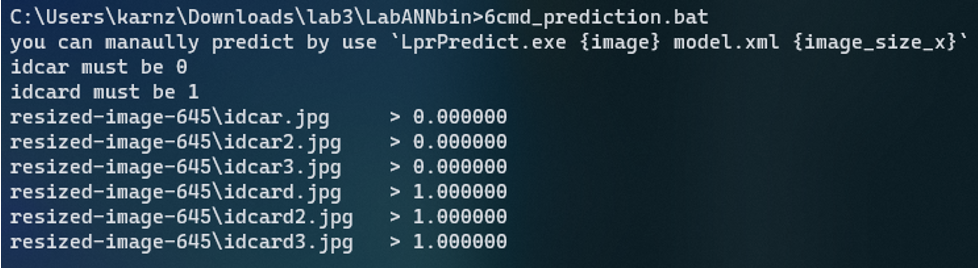 C:\Users\karnz\Downloads\lab3\LabANNbin>6cmd_prediction.bat
you can manaully predict by use `LprPredict.exe {image} model.xml {image_size_x}`
idcar must be 0
idcard must be 1
resized-image-645\idcar.jpg     > 0.000000
resized-image-645\idcar2.jpg    > 0.000000
resized-image-645\idcar3.jpg    > 0.000000
resized-image-645\idcard.jpg    > 1.000000
resized-image-645\idcard2.jpg   > 1.000000
resized-image-645\idcard3.jpg   > 1.000000